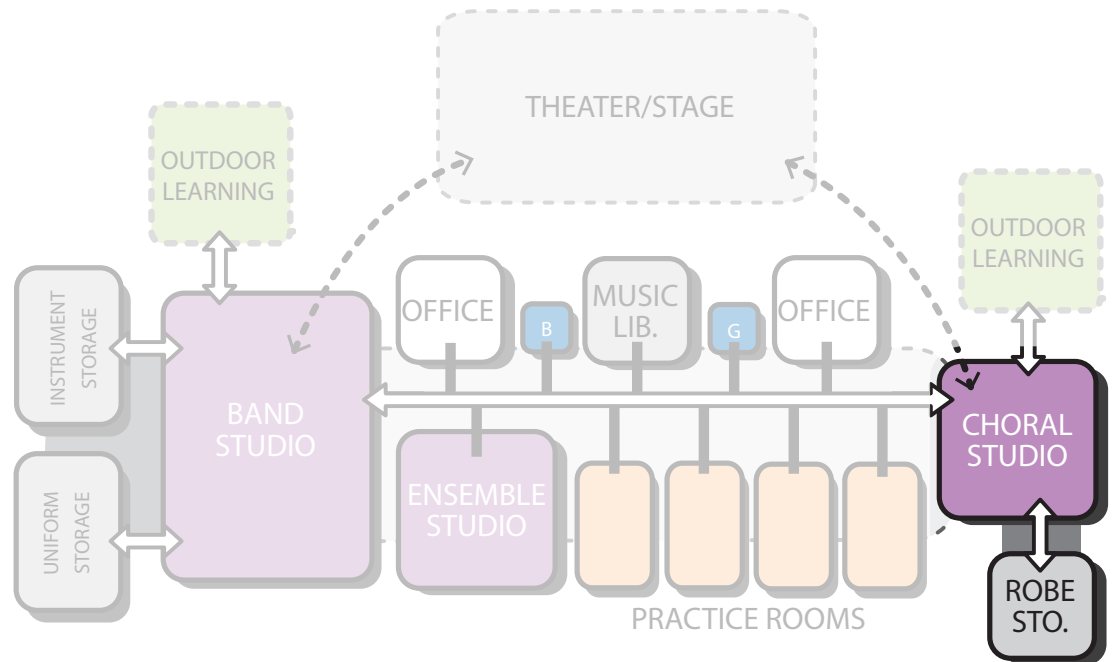 THEATER/STAGE
OUTDOOR
LEARNING
OUTDOOR
LEARNING
INSTRUMENT
STORAGE
OFFICE
B
MUSIC
LIB.
G
OFFICE
BAND
STUDIO
CHORAL
STUDIO
UNIFORM
STORAGE
ENSEMBLE
STUDIO
ROBE
STO.
PRACTICE ROOMS